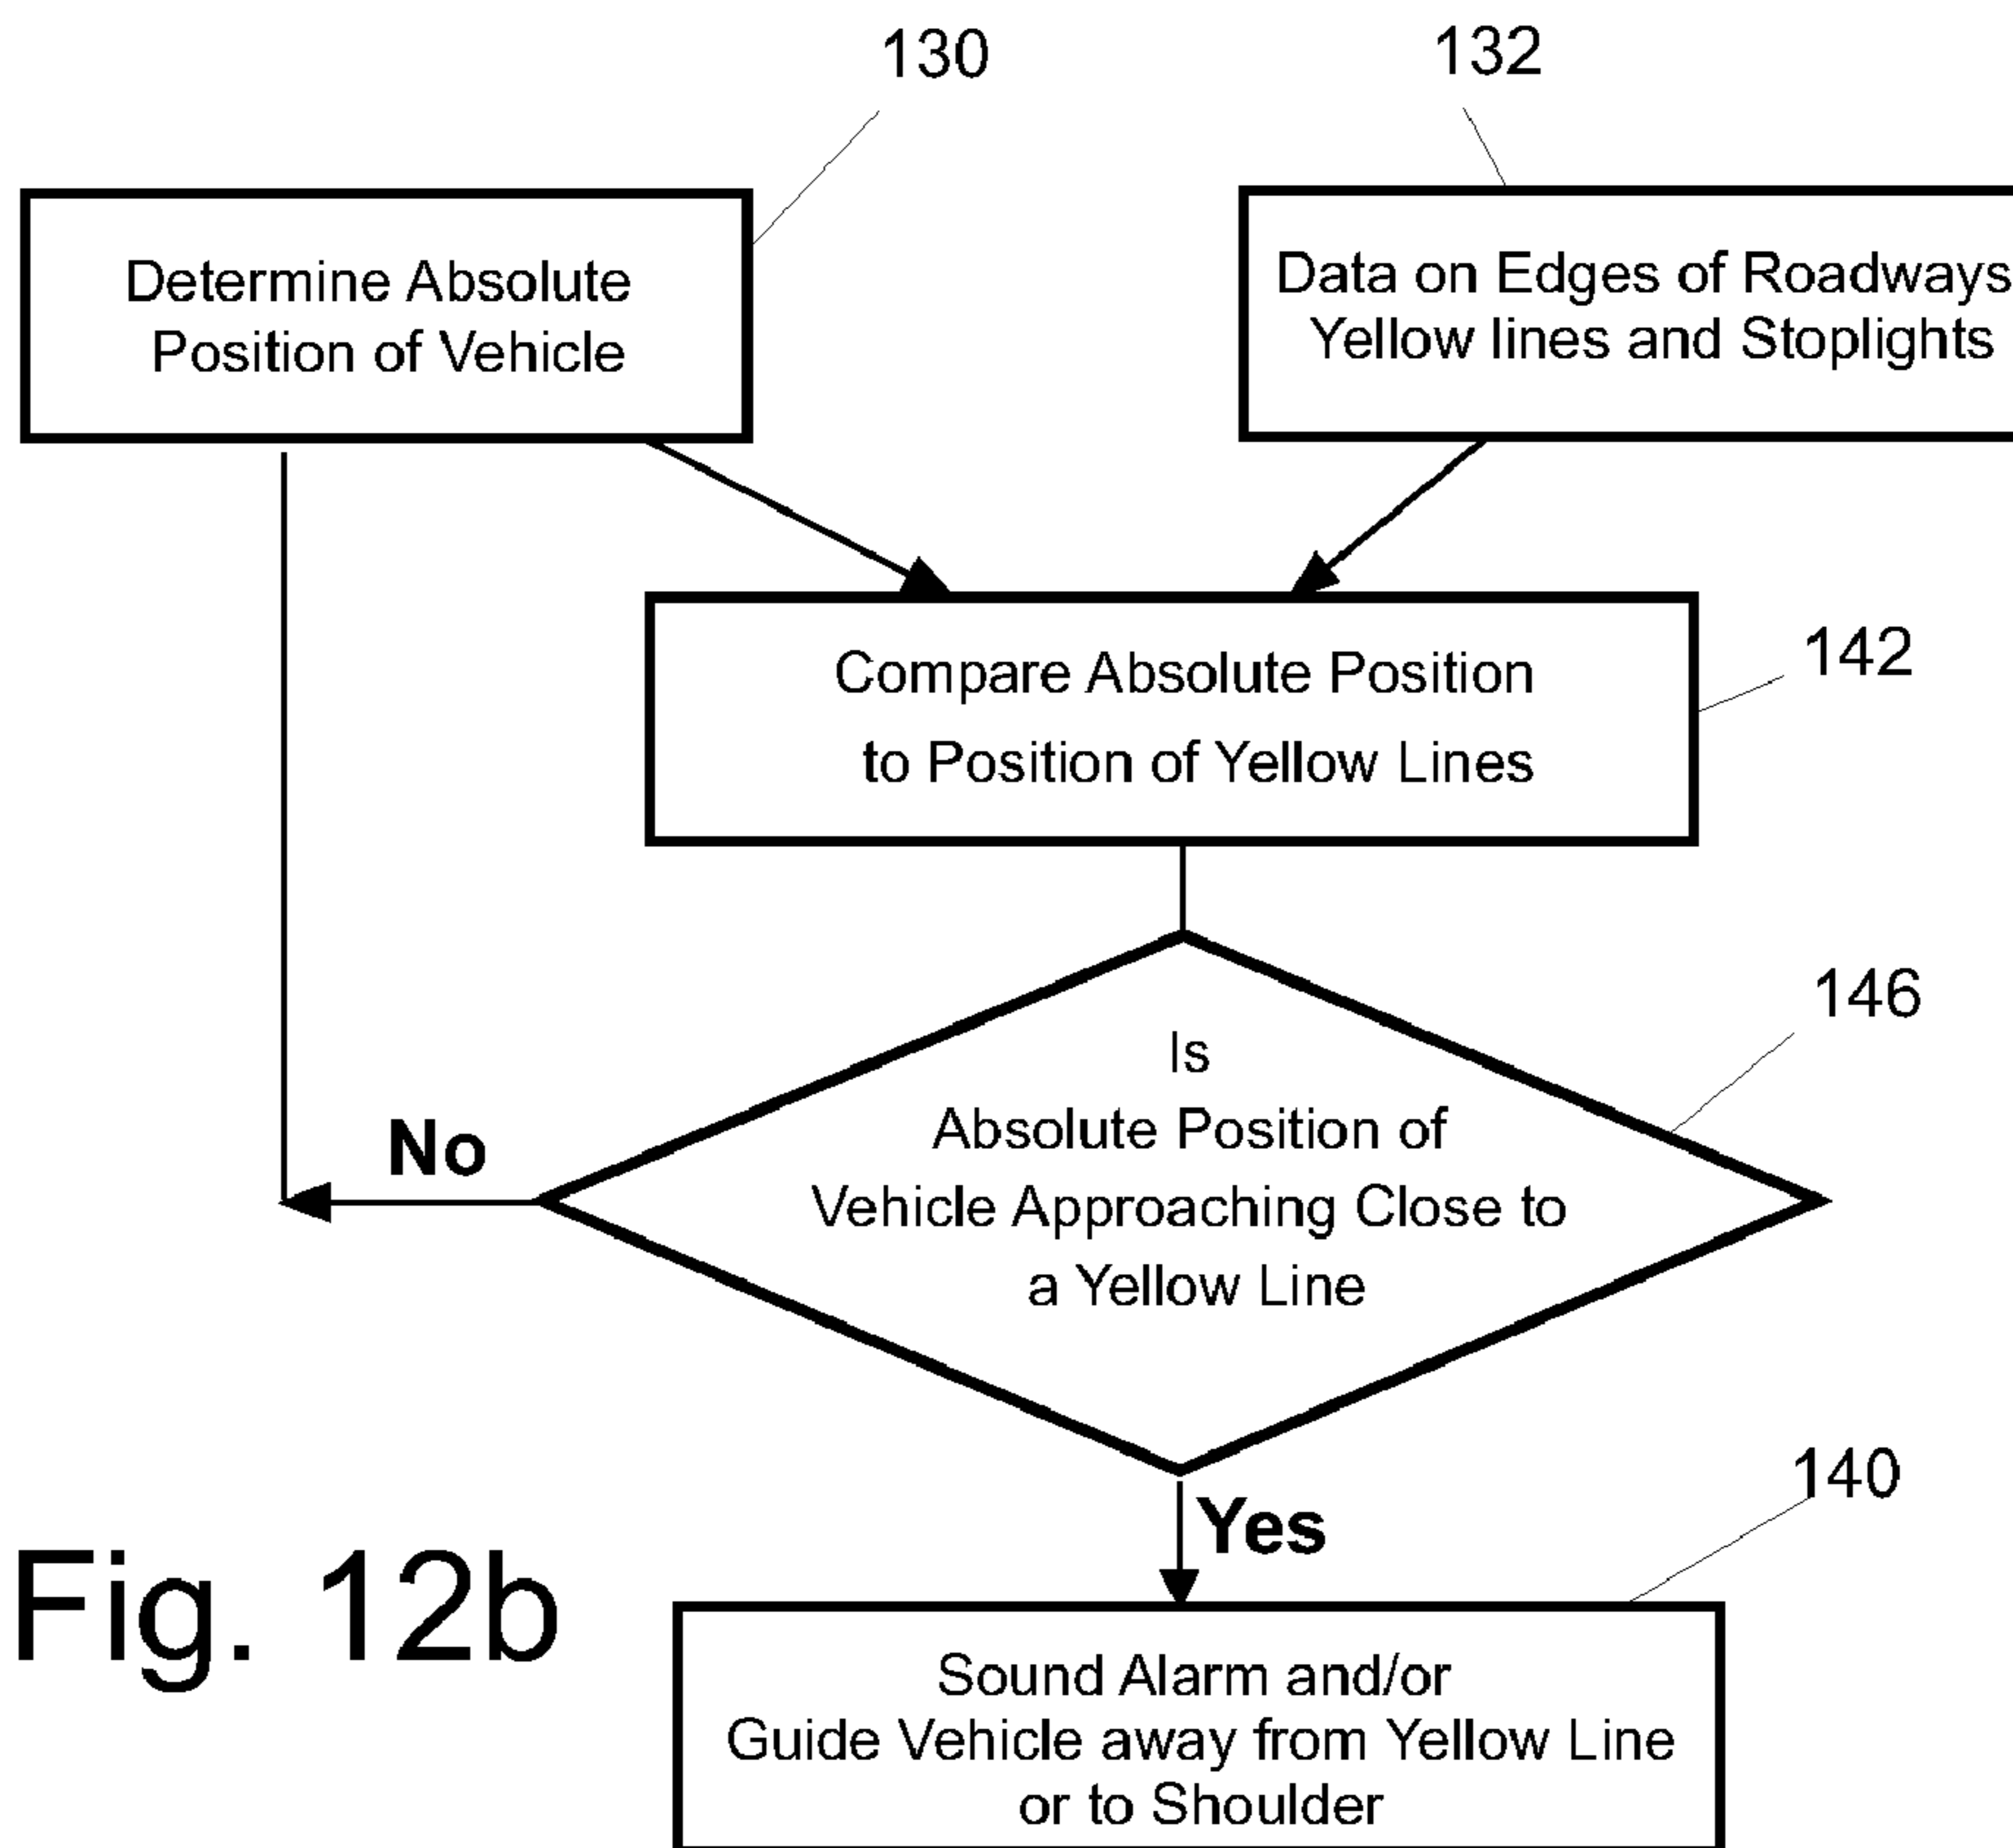 130
132
Determine Absolute
Position of Vehicle
Data on Edges of Roadways
Yellow lines and Stoplights
Compare Absolute Position
to Position of Yellow Lines
142
146
Is
Absolute Position of
Vehicle Approaching Close to
a Yellow Line
No
Yes
140
Fig. 12b
Sound Alarm and/or
Guide Vehicle away from Yellow Line
or to Shoulder